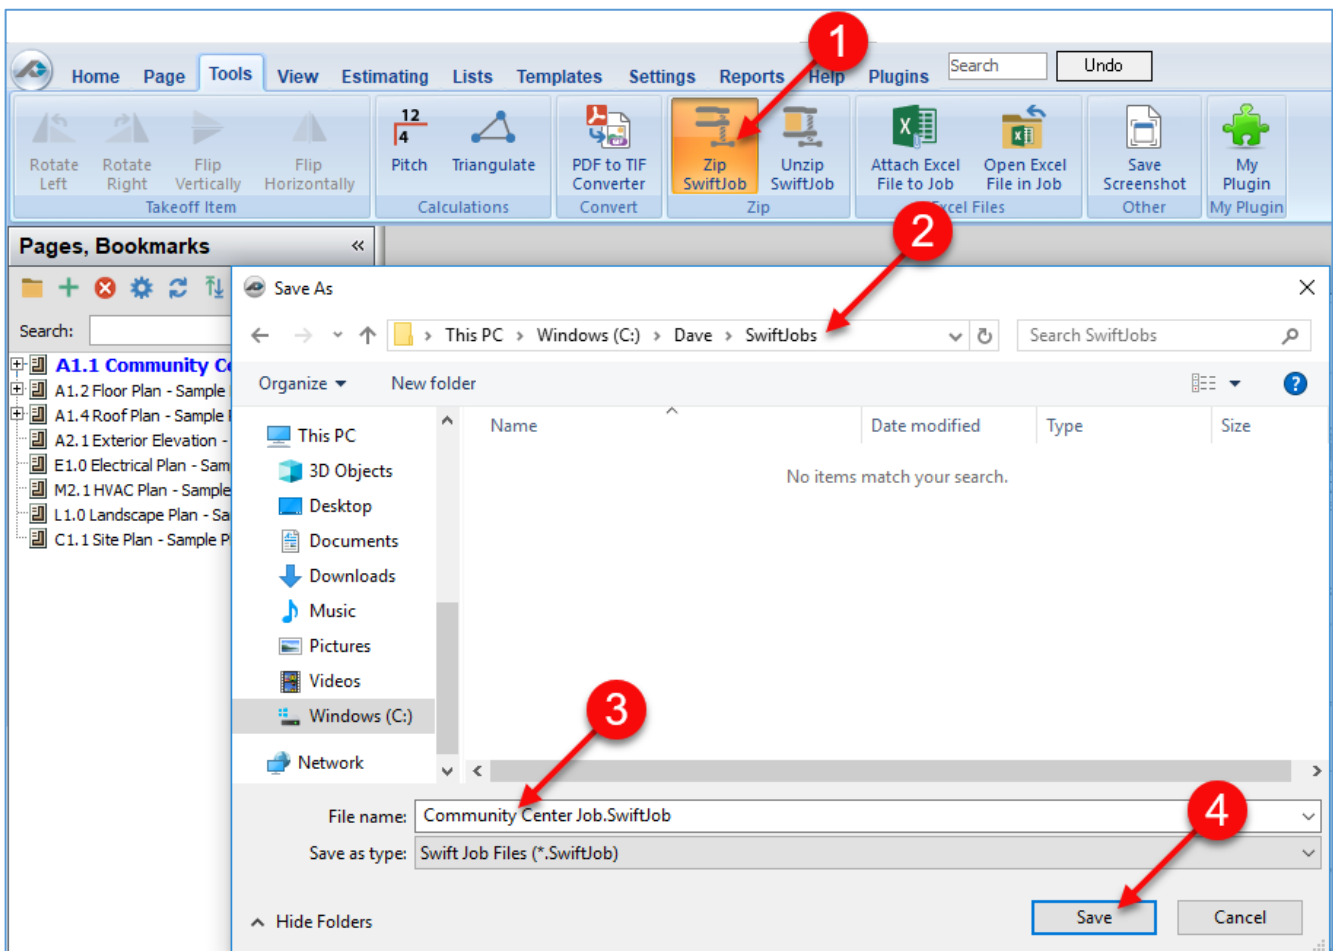 1
Home Page Tools View Estimating Lists Templates Settings Reports Help Plugins Search Undo
12
4
Rotate Left
Rotate Right
Flip Vertically
Flip Horizontally
Takeoff Item
Pitch
Triangulate
Calculations
PDF to TIF Converter
Convert
Zip SwiftJob
Unzip SwiftJob
Zip
Attach Excel File to Job
Open Excel File in Job
Excel Files
Save Screenshot
Other
My Plugin
My Plugin
2
Pages, Bookmarks «
Search:
A1.1 Community Ce
A1.2 Floor Plan - Sample
A1.4 Roof Plan - Sample
A2.1 Exterior Elevation -
E1.0 Electrical Plan - Sam
M2.1 HVAC Plan - Sample
L1.0 Landscape Plan - Sa
C1.1 Site Plan - Sample P
Save As
This PC > Windows (C:) > Dave > SwiftJobs
Search SwiftJobs
Organize New folder ?
Name Date modified Type Size
No items match your search.
This PC
3D Objects
Desktop
Documents
Downloads
Music
Pictures
Videos
Windows (C:)
Network
3
File name: Community Center Job.SwiftJob
Save as type: Swift Job Files (*.SwiftJob)
4
Hide Folders
Save Cancel